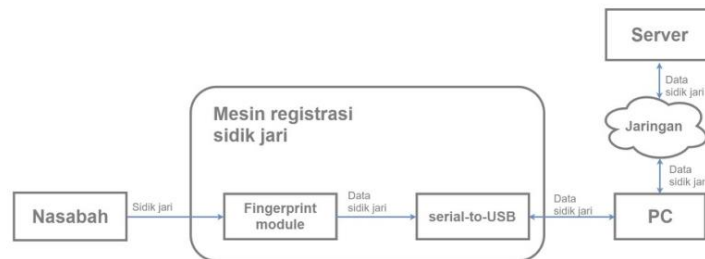 Server
Data
sidik jari
Jaringan
Data
sidik jari
Mesin registrasi
sidik jari
Nasabah
Sidik jari
Fingerprint
module
Data
sidik jari
serial-to-USB
Data
sidik jari
PC